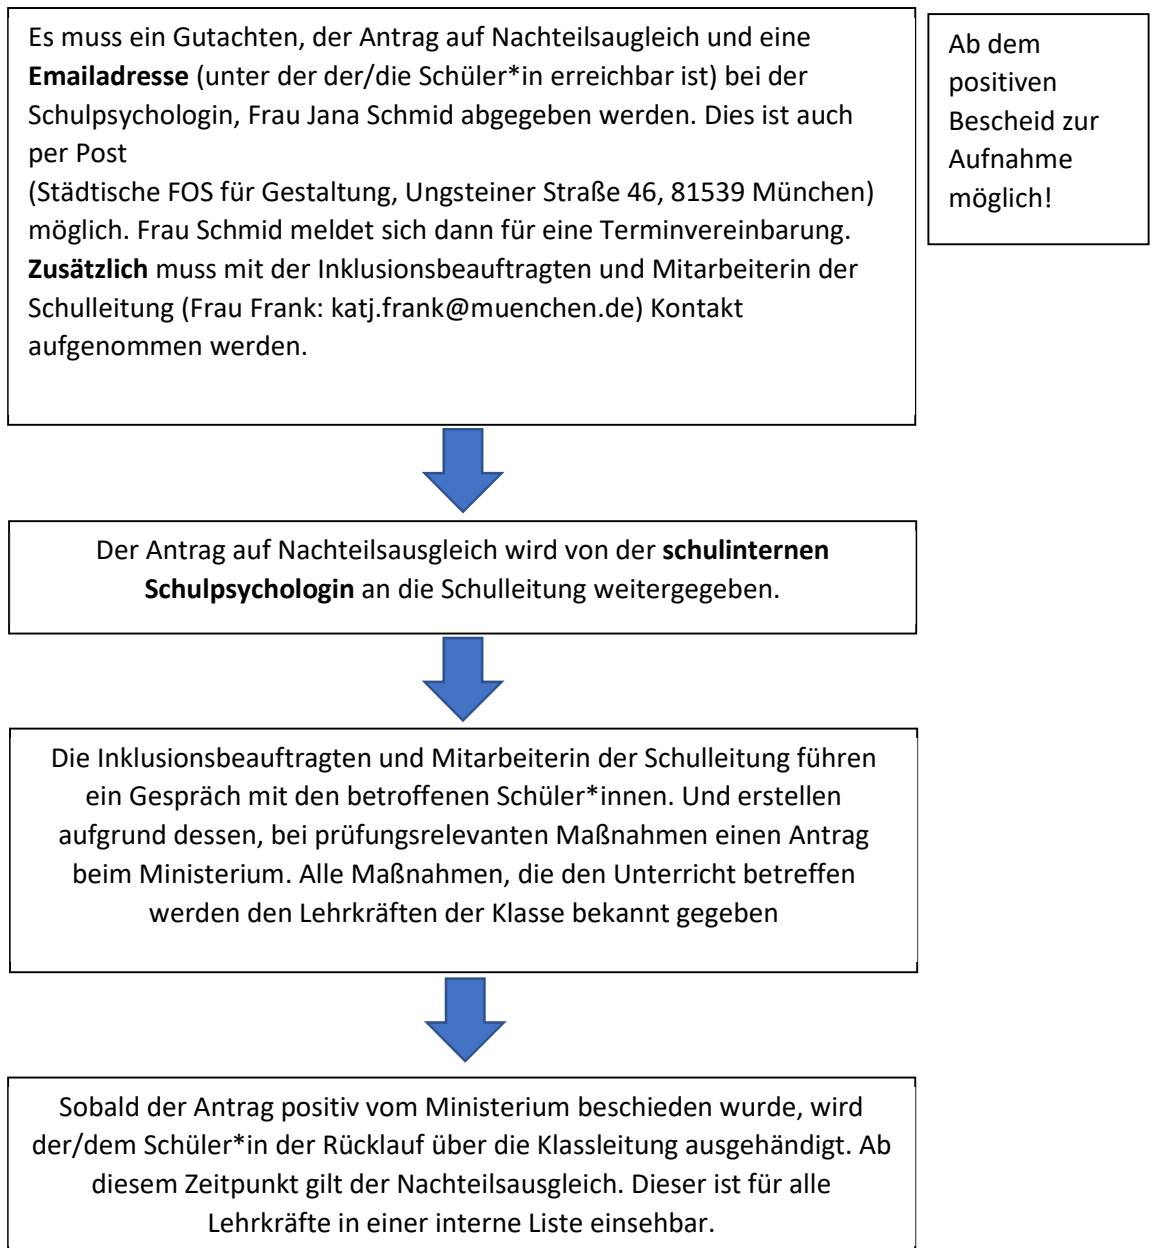 Es muss ein Gutachten, der Antrag auf Nachteilsaugleich und eine
Emailadresse (unter der der/die Schüler*in erreichbar ist) bei der
Schulpsychologin, Frau Jana Schmid abgegeben werden. Dies ist auch
per Post
(Städtische FOS für Gestaltung, Ungsteiner Straße 46, 81539 München)
möglich. Frau Schmid meldet sich dann für eine Terminvereinbarung.
Zusätzlich muss mit der Inklusionsbeauftragten und Mitarbeiterin der
Schulleitung (Frau Frank: katj.frank@muenchen.de) Kontakt
aufgenommen werden.
Ab dem
positiven
Bescheid zur
Aufnahme
möglich!
Der Antrag auf Nachteilsausgleich wird von der schulinternen
Schulpsychologin an die Schulleitung weitergegeben.
Die Inklusionsbeauftragten und Mitarbeiterin der Schulleitung führen
ein Gespräch mit den betroffenen Schüler*innen. Und erstellen
aufgrund dessen, bei prüfungsrelevanten Maßnahmen einen Antrag
beim Ministerium. Alle Maßnahmen, die den Unterricht betreffen
werden den Lehrkräften der Klasse bekannt gegeben
Sobald der Antrag positiv vom Ministerium beschieden wurde, wird
der/dem Schüler*in der Rücklauf über die Klassleitung ausgehändigt. Ab
diesem Zeitpunkt gilt der Nachteilsausgleich. Dieser ist für alle
Lehrkräfte in einer interne Liste einsehbar.